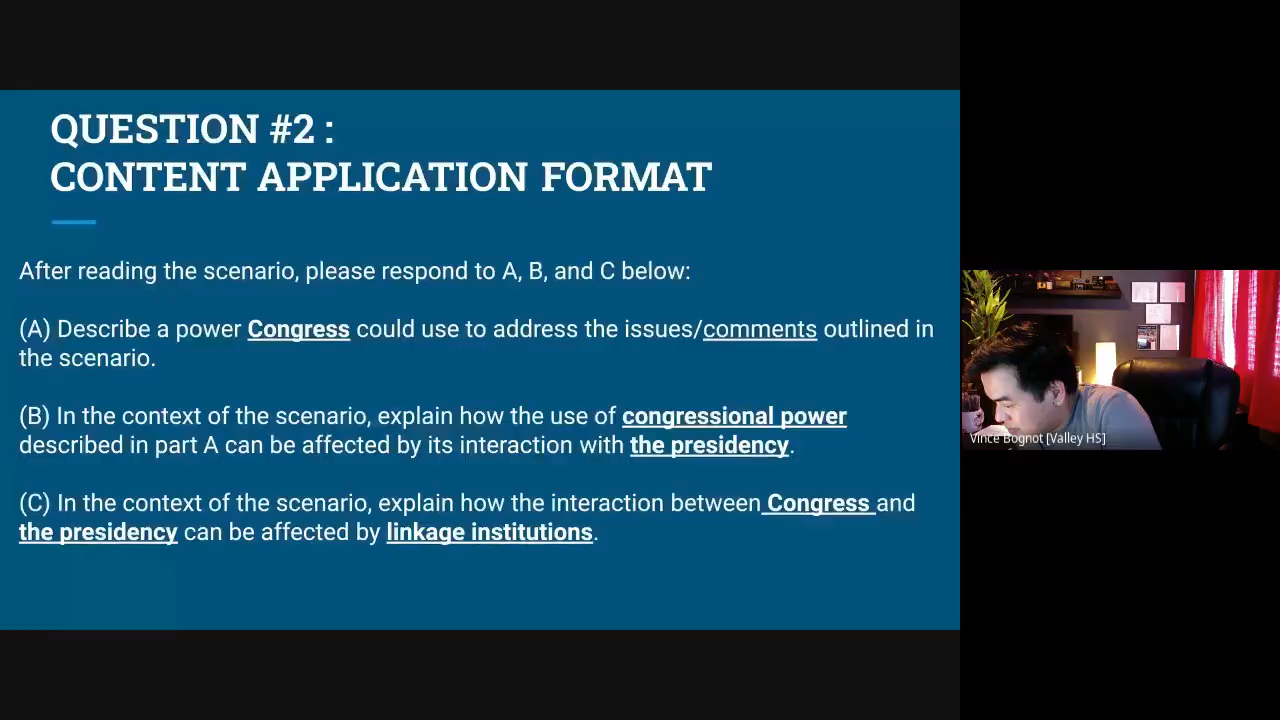 QUESTION #2 :
CONTENT APPLICATION FORMAT
After reading the scenario, please respond to A, B, and C below:
(A) Describe a power Congress could use to address the issues/comments outlined in
the scenario.
(B) In the context of the scenario, explain how the use of congressional power
described in part A can be affected by its interaction with the presidency.
(C) In the context of the scenario, explain how the interaction between Congress and
the presidency can be affected by linkage institutions.
Vince Bognot [Valley HS]